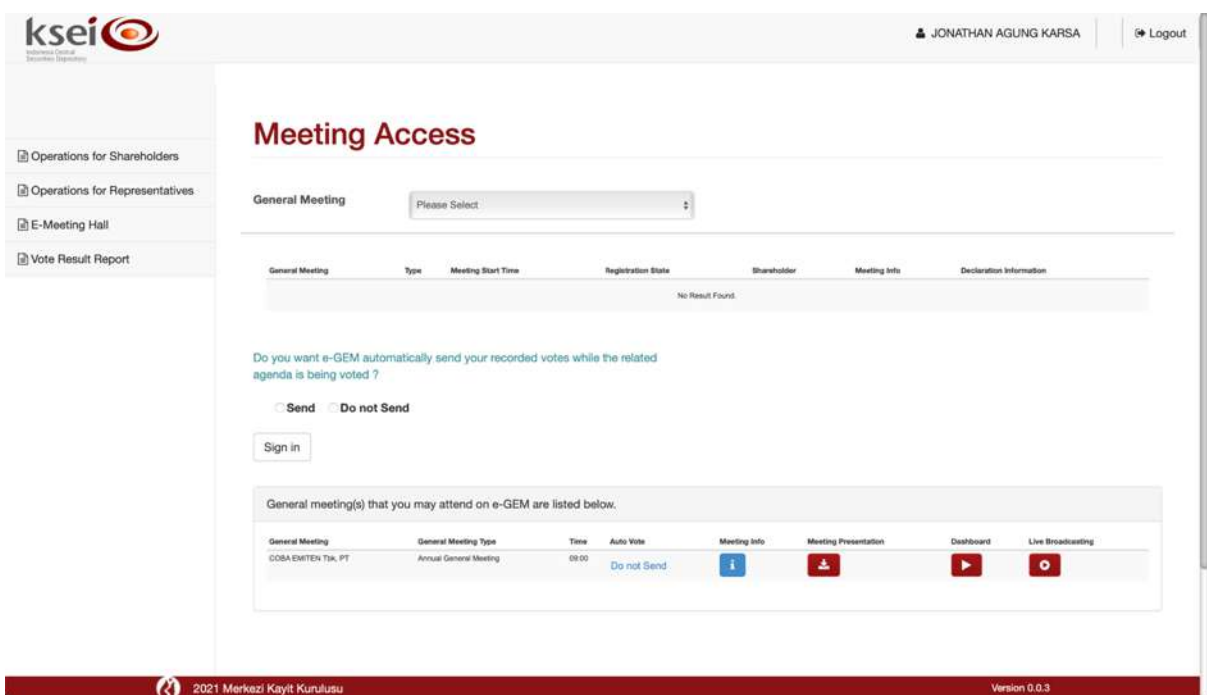 ksei
Indonesia Central
Securities Depository
JONATHAN AGUNG KARSA
Logout
Operations for Shareholders
Operations for Representatives
E-Meeting Hall
Vote Result Report
Meeting Access
General Meeting Please Select
General Meeting Type Meeting Start Time Registration State Shareholder Meeting Info Declaration Information
No Result Found.
Do you want e-GEM automatically send your recorded votes while the related
agenda is being voted ?
Send Do not Send
Sign in
General meeting(s) that you may attend on e-GEM are listed below.
General Meeting General Meeting Type Time Auto Vote Meeting Info Meeting Presentation Dashboard Live Broadcasting
COBA EMITEN Tbk, PT Annual General Meeting 09:00 Do not Send
2021 Merkezi Kayit Kurulusu Version 0.0.3